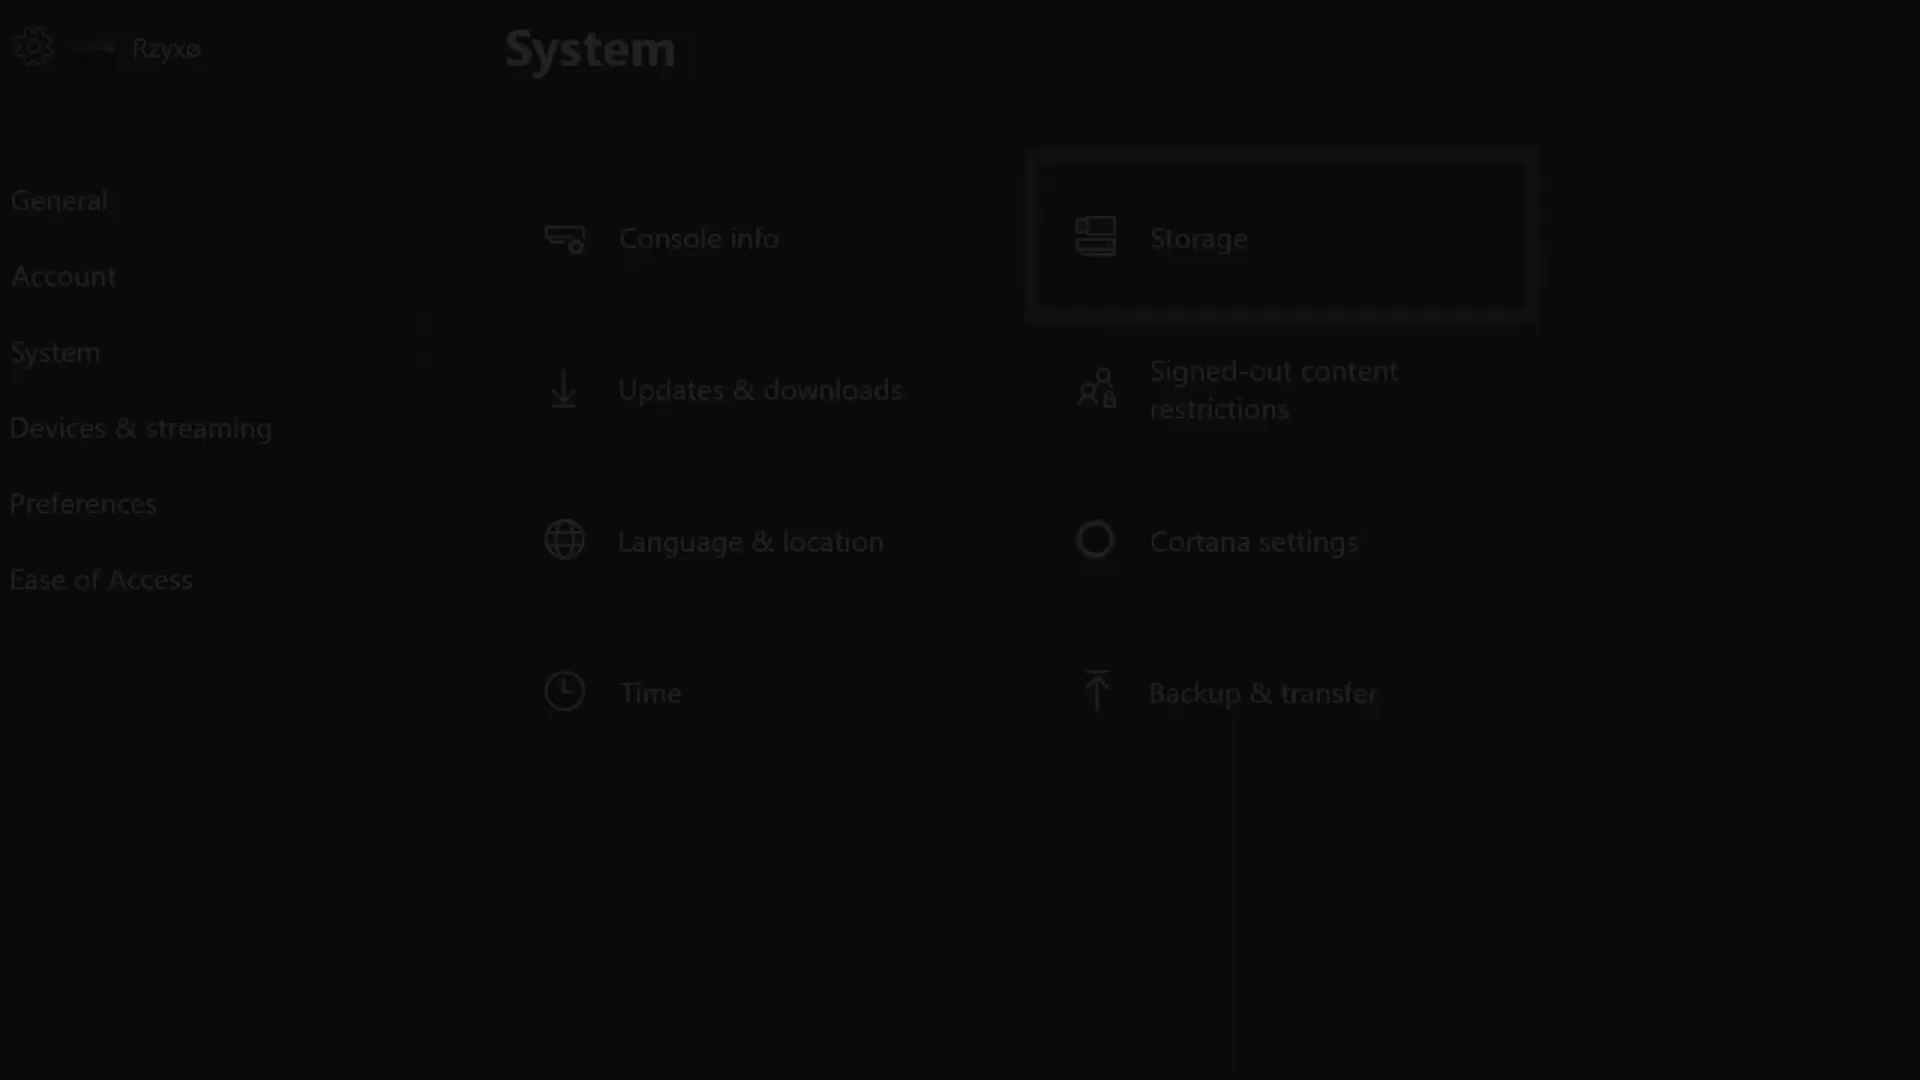 Rzyxø
System
General
Account
System
Devices & streaming
Preferences
Ease of Access
Console info
Storage
Updates & downloads
Signed-out content
restrictions
Language & location
Cortana settings
Time
Backup & transfer